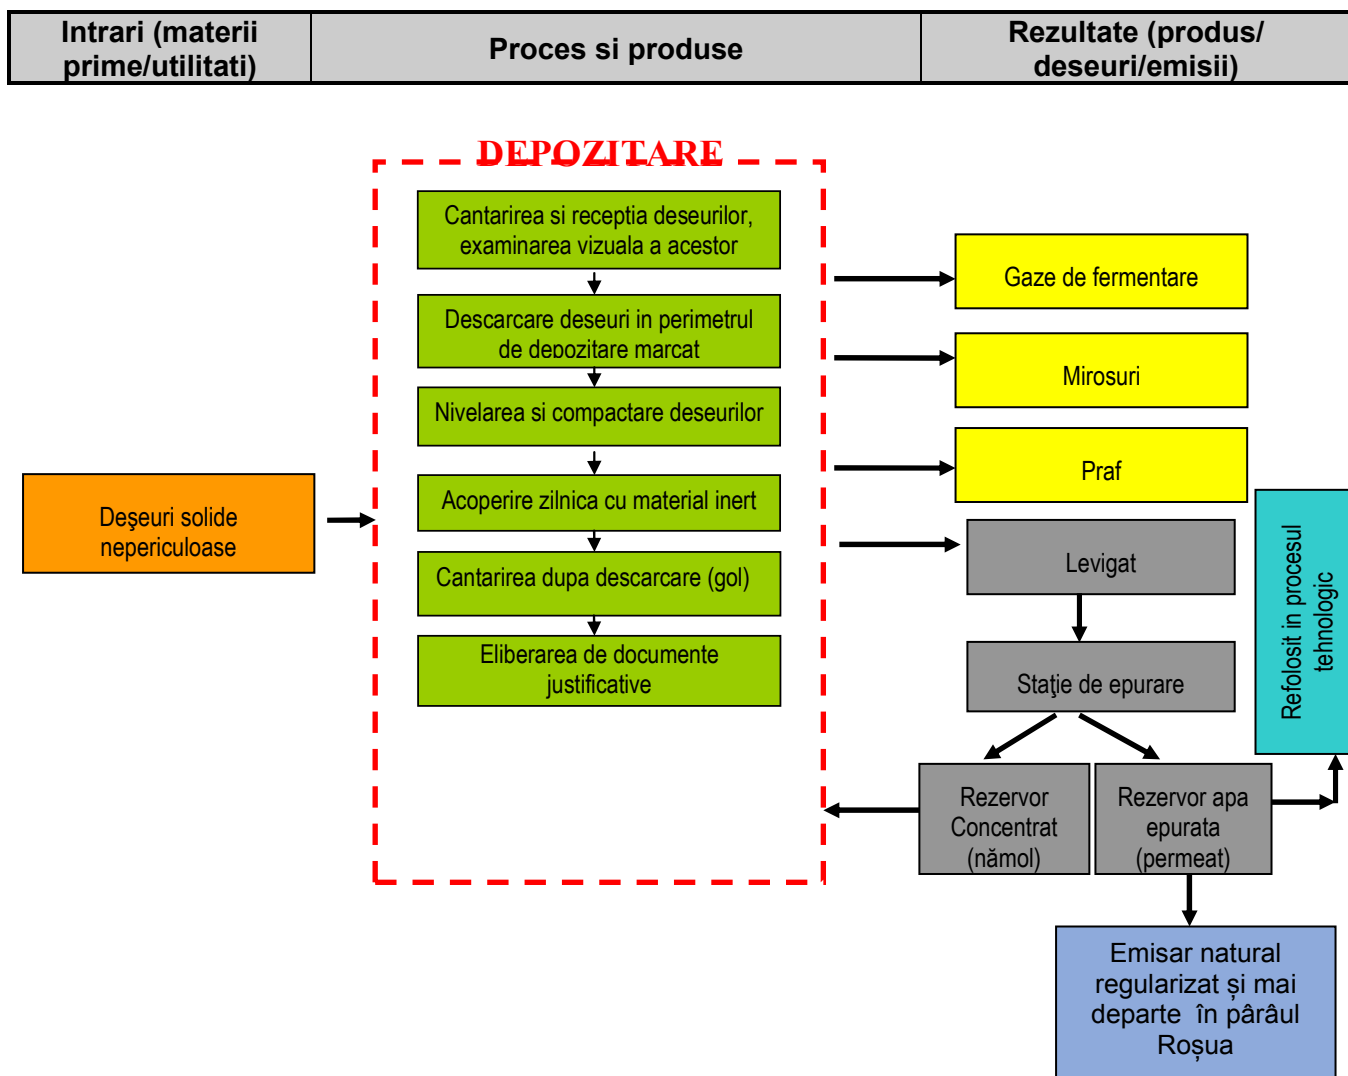 Intrari (materii
prime/utilitati)
Proces si produse
Rezultate (produs/
deseuri/emisii)
DEPOZITARE
Cantarirea si receptia deseurilor,
examinarea vizuala a acestor
Descarcare deseuri in perimetrul
de depozitare marcat
Nivelarea si compactare deseurilor
Acoperire zilnica cu material inert
Cantarirea dupa descarcare (gol)
Eliberarea de documente
justificative
Deşeuri solide
nepericuloase
Gaze de fermentare
Mirosuri
Praf
Levigat
Staţie de epurare
Rezervor
Concentrat
(nămol)
Rezervor apa
epurata
(permeat)
Refolosit in procesul
tehnologic
Emisar natural
regularizat și mai
departe în pârâul
Roșua